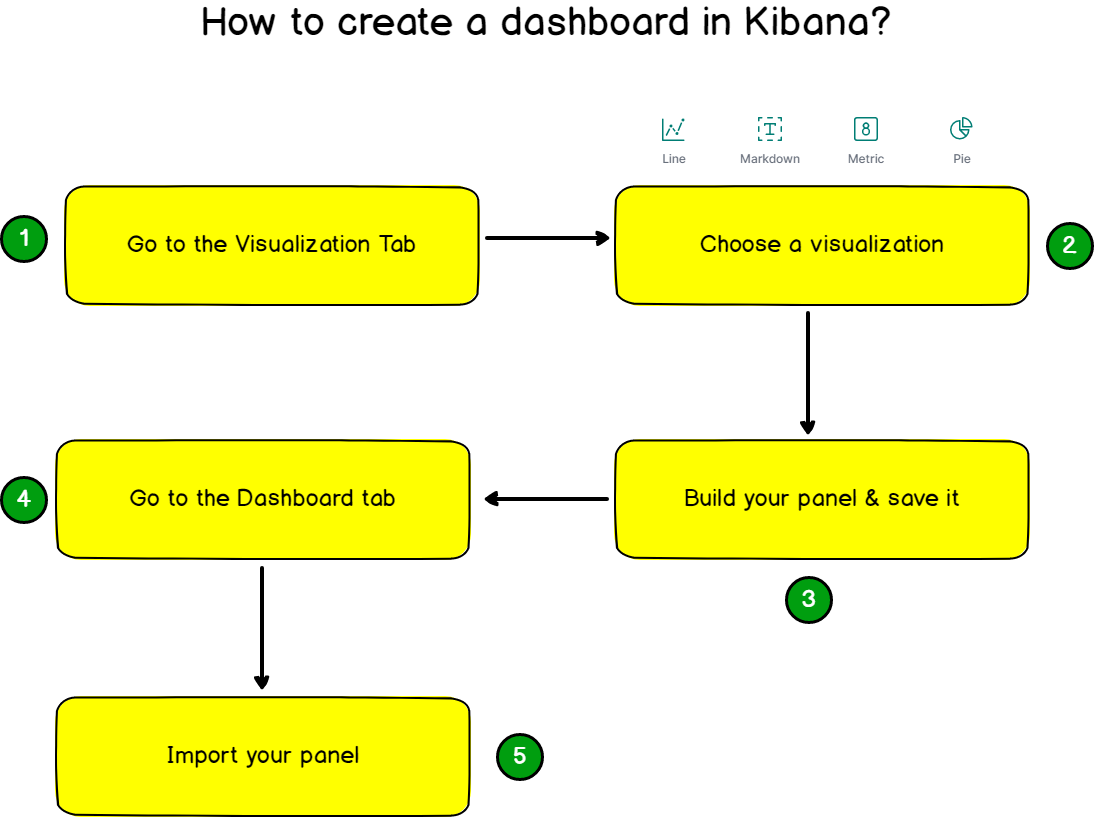 How to create a dashboard in Kibana?
Line Markdown Metric Pie
1 Go to the Visualization Tab
Choose a visualization 2
Build your panel & save it
3
4 Go to the Dashboard tab
Import your panel 5